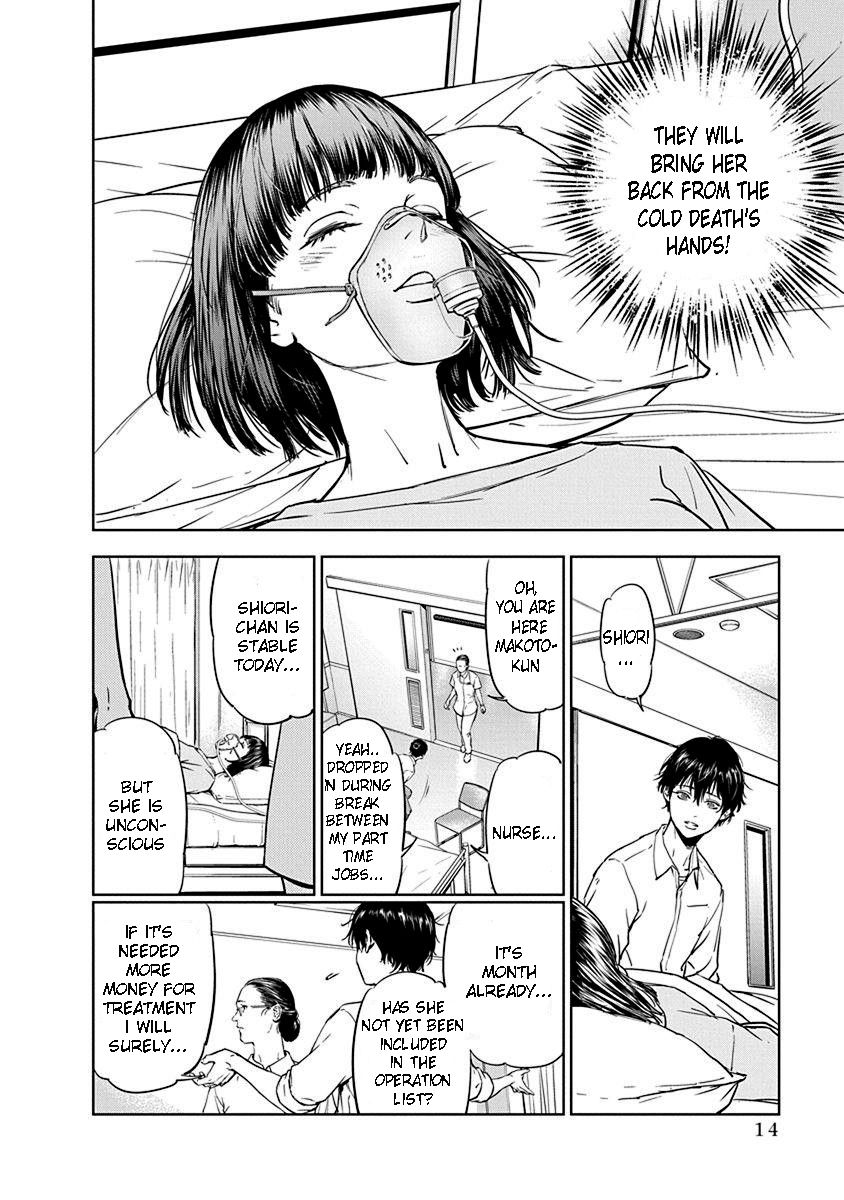 THEY WILL
BRING HER
BACK FROM THE
COLD DEATH'S
HANDS!
SHIORI
...
OH,
YOU ARE
HERE
MAKOTO-
KUN
NURSE...
YEAH..
DROPPED
IN DURING
BREAK
BETWEEN
MY PART
TIME
JOBS...
SHIORI-
CHAN IS
STABLE
TODAY...
BUT
SHE IS
UNCON-
SCIOUS
IT'S
MONTH
ALREADY...
HAS SHE
NOT YET BEEN
INCLUDED
IN THE
OPERATION
LIST?
IF IT'S
NEEDED
MORE
MONEY FOR
TREATMENT
I WILL
SURELY...
14